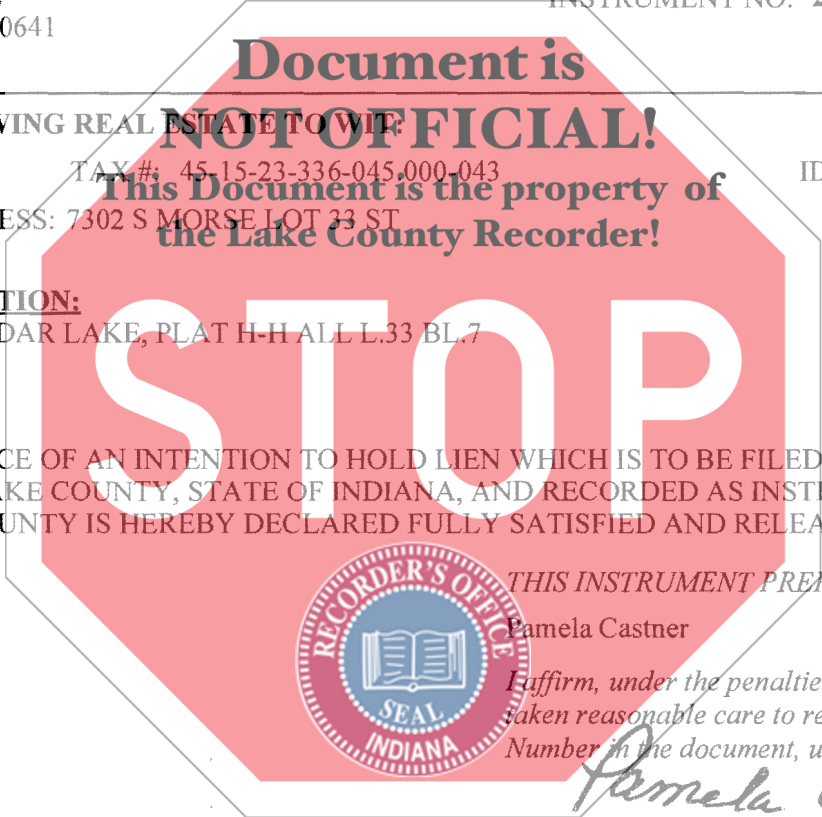 INSTRUMENT NO: 2
0641
Document is
VING REAL ESTATE TO WIT:
NOT OFFICIAL!
TAX #: 45-15-23-336-045.000-043
ID
This Document is the property of
ESS: 7302 S MORSE LOT 33 ST
the Lake County Recorder!
TION:
DAR LAKE, PLAT H-H ALL L.33 BL.7
STOP
CE OF AN INTENTION TO HOLD LIEN WHICH IS TO BE FILED
AKE COUNTY, STATE OF INDIANA, AND RECORDED AS INST
UNTY IS HEREBY DECLARED FULLY SATISFIED AND RELEA
THIS INSTRUMENT PREP
Pamela Castner
I affirm, under the penaltie
taken reasonable care to re
Number in the document, u
RECORDER'S OFFICE
SEAL
INDIANA
Pamela